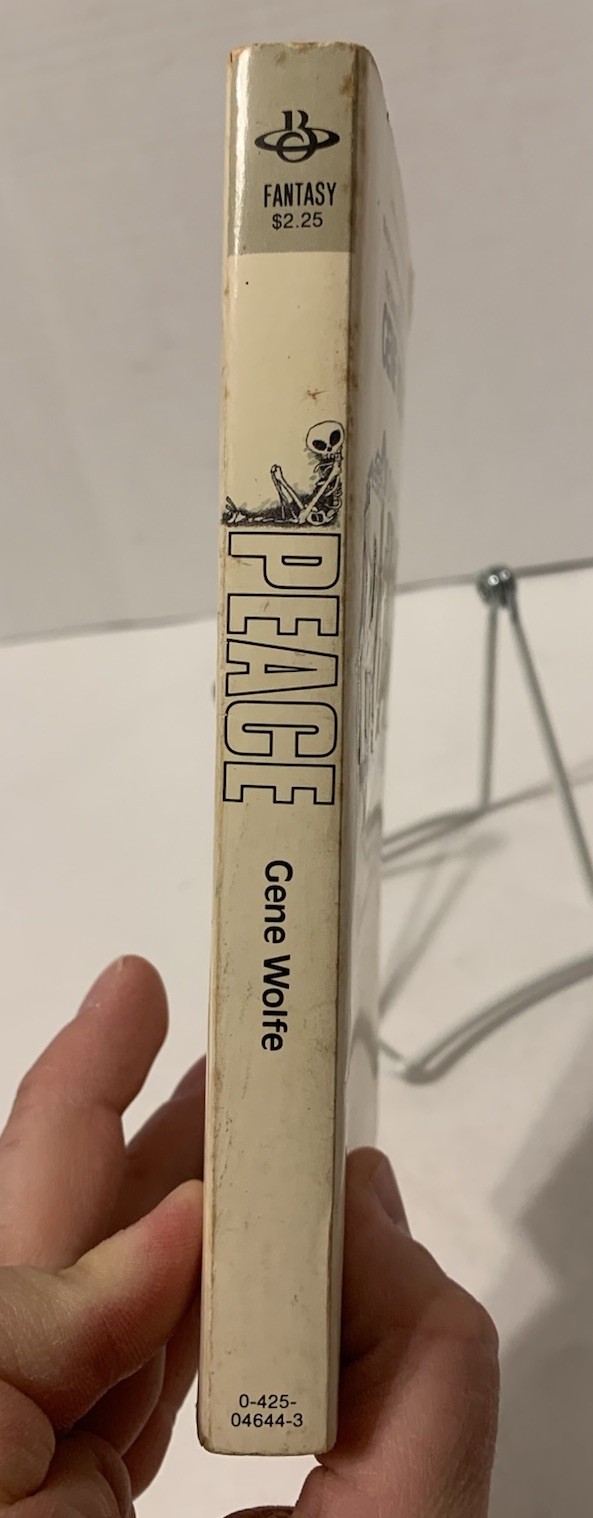 B
FANTASY
$2.25
PEACE
Gene Wolfe
0-425-
04644-3